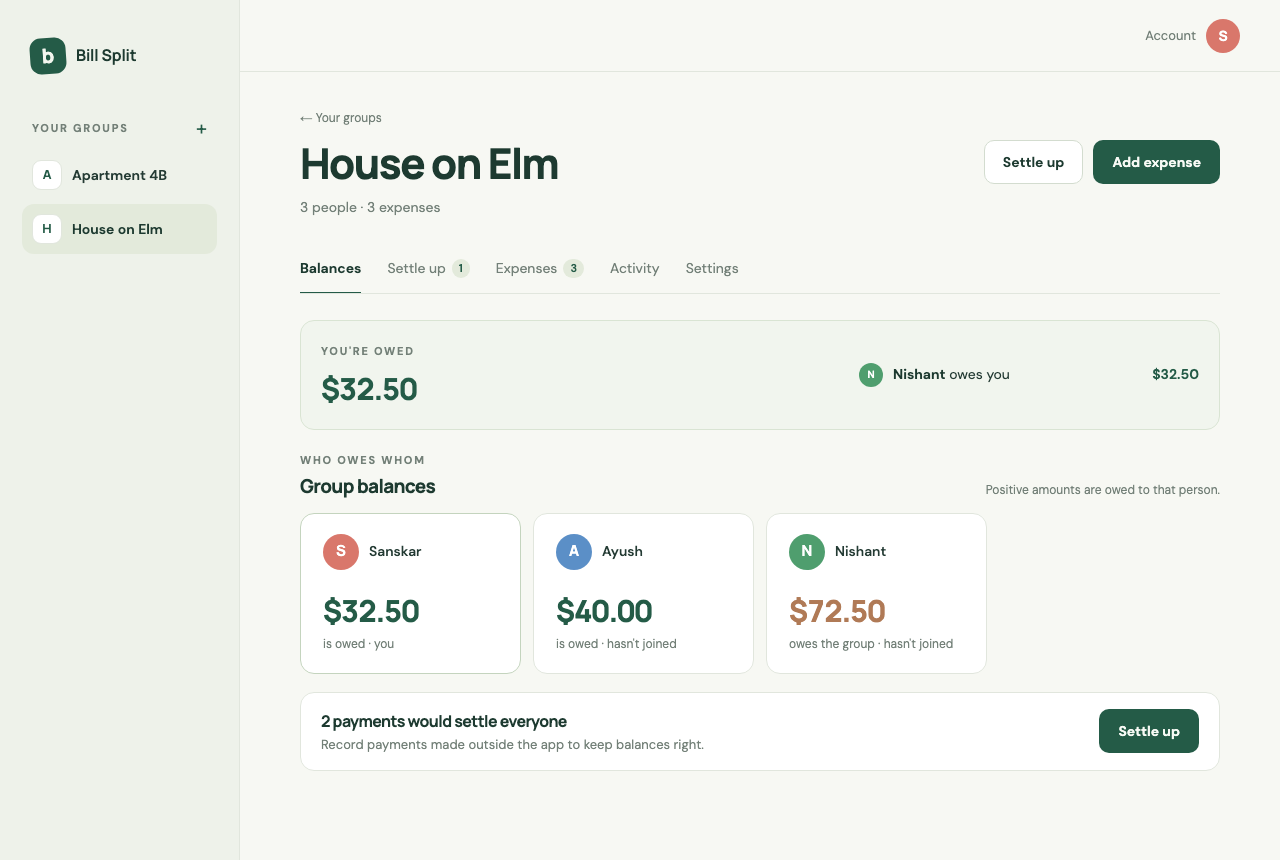 b
Bill Split
Account
S
YOUR GROUPS
+
A
Apartment 4B
H
House on Elm
← Your groups
House on Elm
3 people · 3 expenses
Settle up
Add expense
Balances
Settle up 1
Expenses 3
Activity
Settings
YOU'RE OWED
$32.50
N
Nishant owes you
$32.50
WHO OWES WHOM
Group balances
Positive amounts are owed to that person.
S
Sanskar
$32.50
is owed · you
A
Ayush
$40.00
is owed · hasn't joined
N
Nishant
$72.50
owes the group · hasn't joined
2 payments would settle everyone
Record payments made outside the app to keep balances right.
Settle up